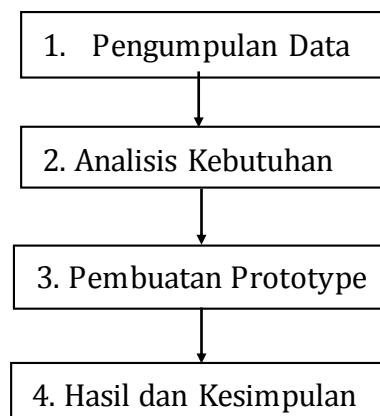 1. Pengumpulan Data
2. Analisis Kebutuhan
3. Pembuatan Prototype
4. Hasil dan Kesimpulan